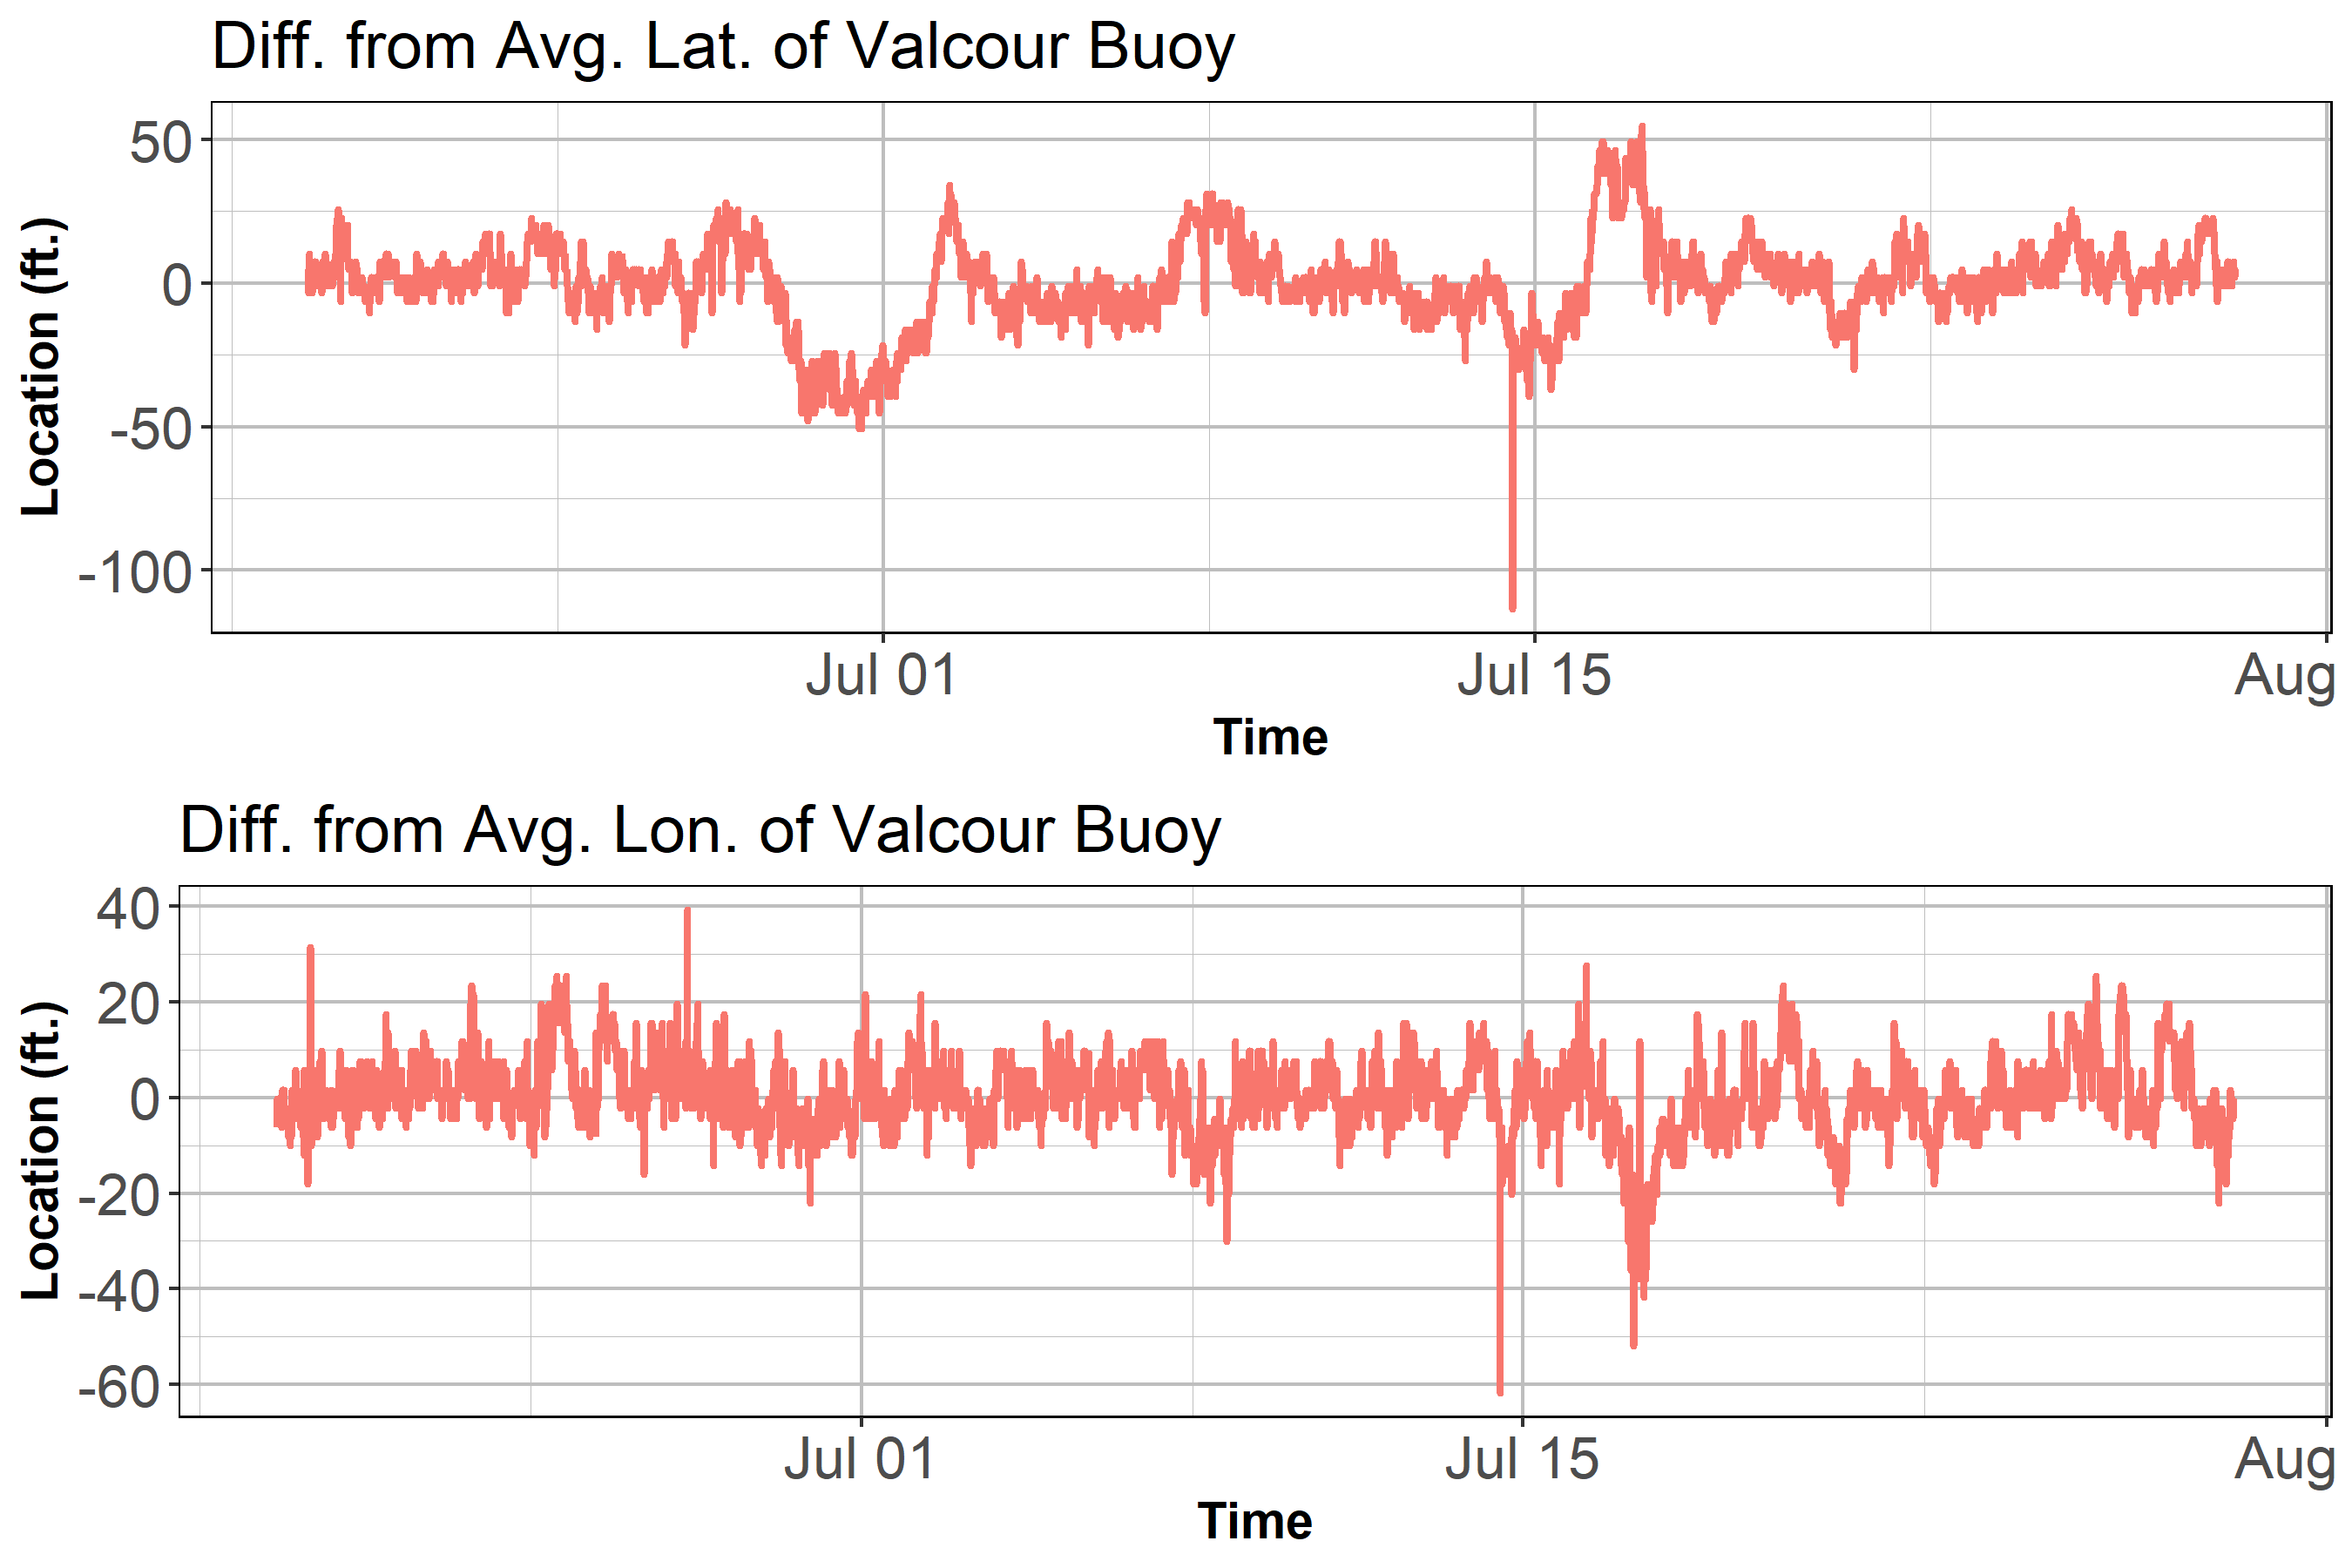 Diff. from Avg. Lat. of Valcour Buoy
50
0
-50
-100
Location (ft.)
Jul 01 Jul 15 Aug
Time
Diff. from Avg. Lon. of Valcour Buoy
40
20
0
-20
-40
-60
Location (ft.)
Jul 01 Jul 15 Aug
Time